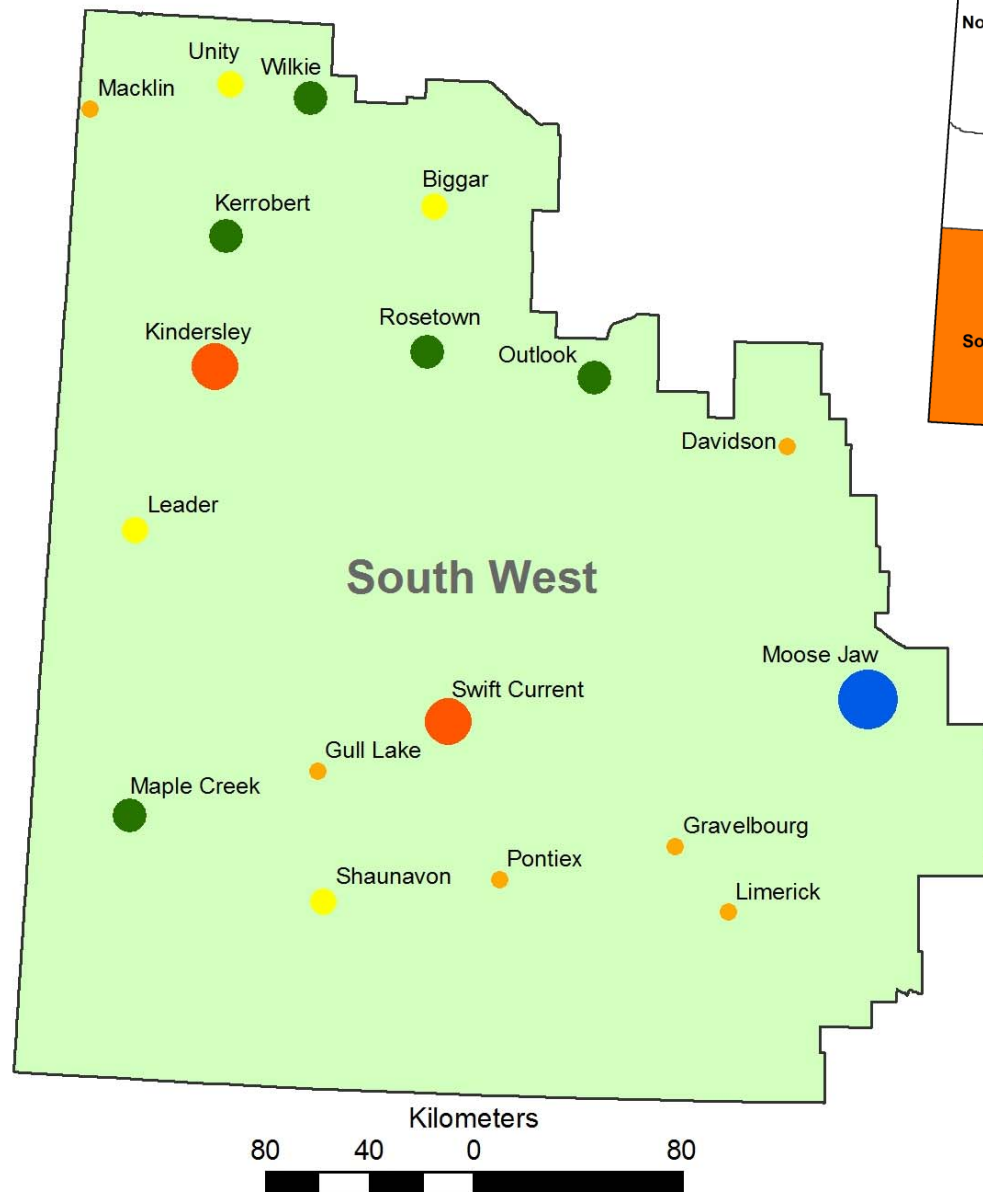 Unity
Wilkie
Macklin
Biggar
Kerrobert
Rosetown
Kindersley
Outlook
Davidson
Leader
South West
Moose Jaw
Swift Current
Gull Lake
Maple Creek
Gravelbourg
Pontiex
Shaunavon
Limerick
Kilometers
80 40 0 80
No
So